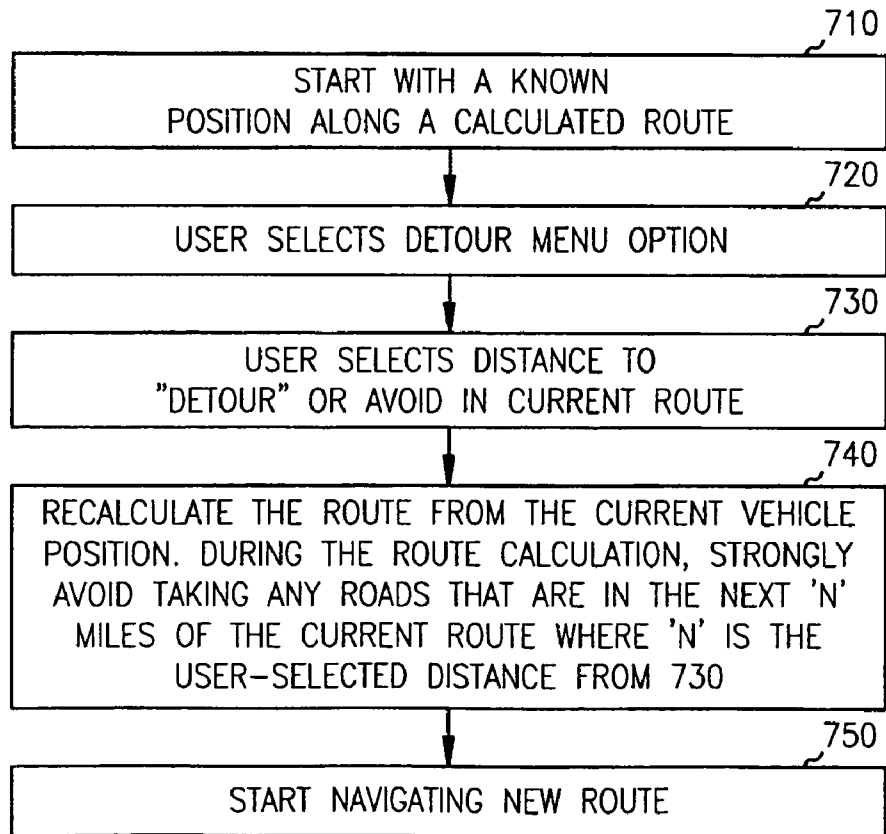 710
START WITH A KNOWN
POSITION ALONG A CALCULATED ROUTE
720
USER SELECTS DETOUR MENU OPTION
730
USER SELECTS DISTANCE TO
"DETOUR" OR AVOID IN CURRENT ROUTE
740
RECALCULATE THE ROUTE FROM THE CURRENT VEHICLE
POSITION. DURING THE ROUTE CALCULATION, STRONGLY
AVOID TAKING ANY ROADS THAT ARE IN THE NEXT 'N'
MILES OF THE CURRENT ROUTE WHERE 'N' IS THE
USER-SELECTED DISTANCE FROM 730
750
START NAVIGATING NEW ROUTE